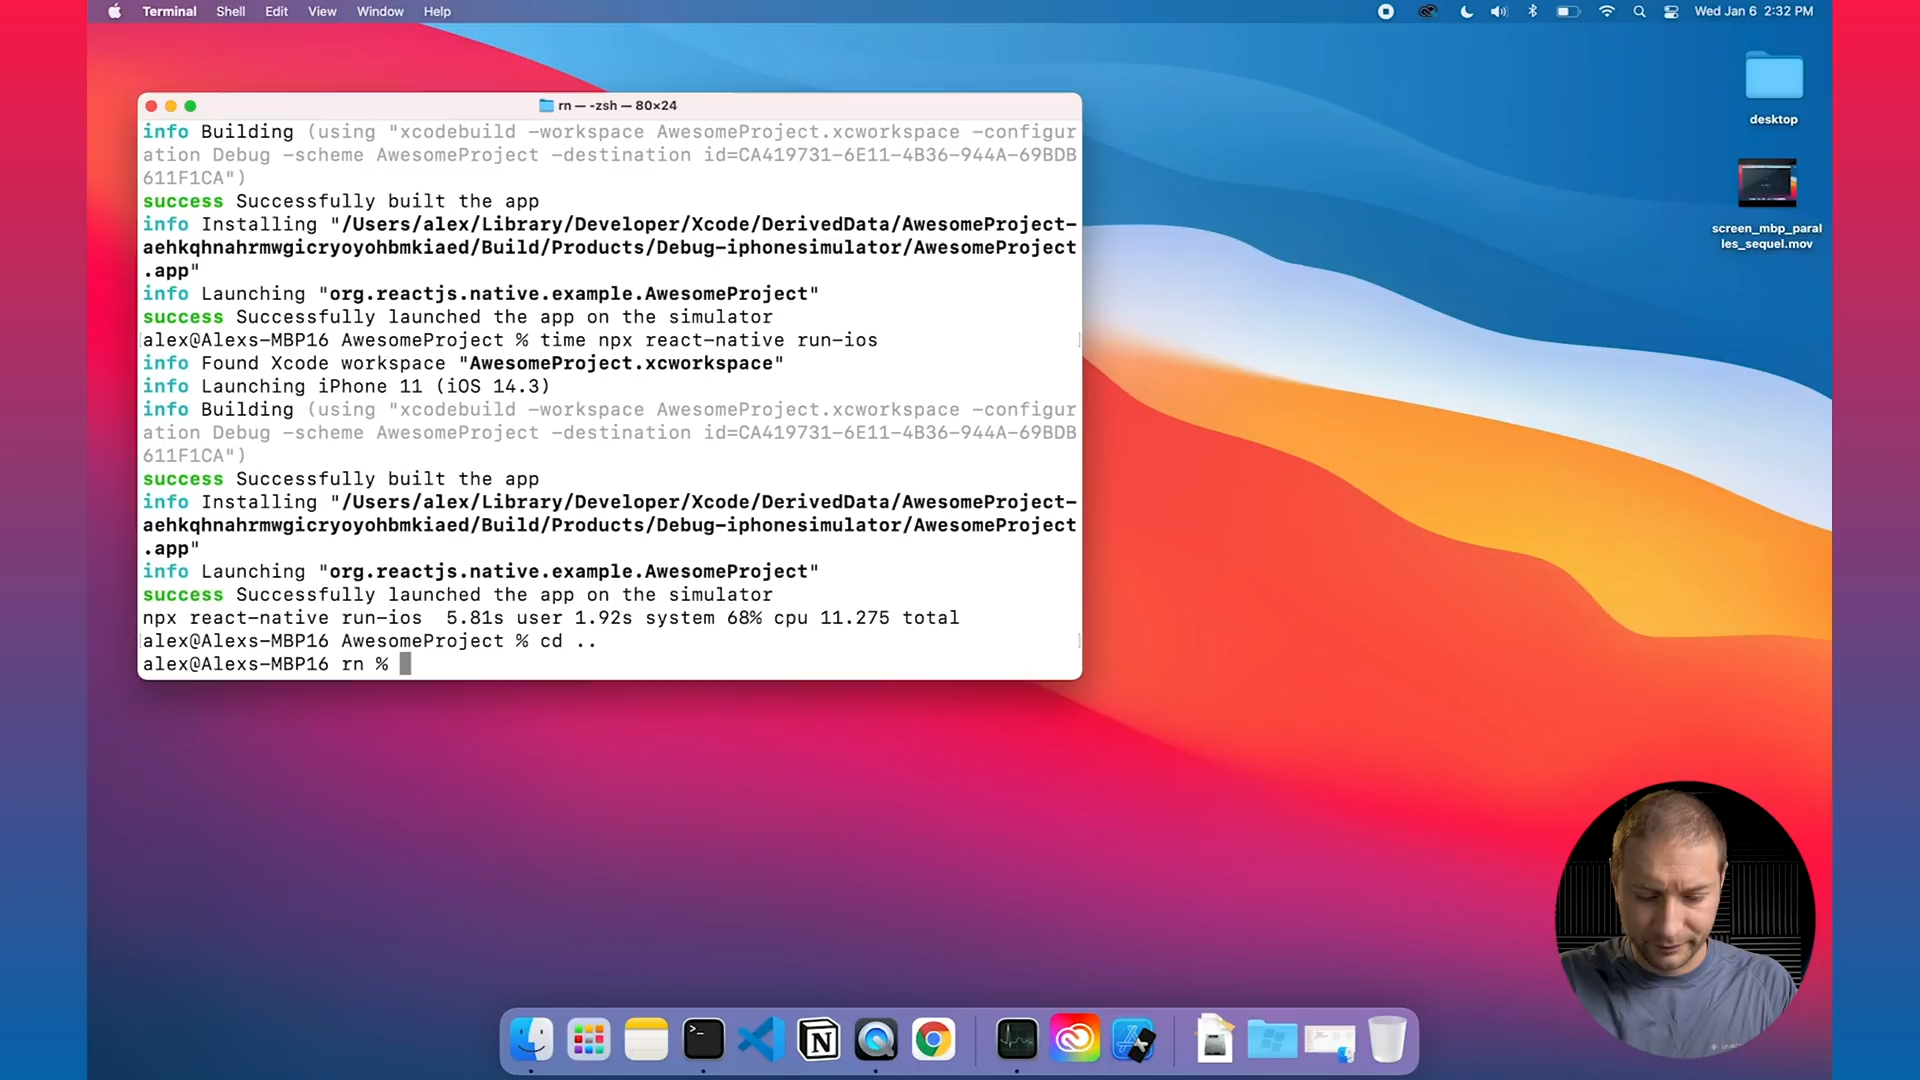 Terminal Shell Edit View Window Help
Wed Jan 6 2:32 PM
desktop
screen_mbp_paral
les_sequel.mov
rn — -zsh — 80×24
info Building (using "xcodebuild -workspace AwesomeProject.xcworkspace -configur
ation Debug -scheme AwesomeProject -destination id=CA419731-6E11-4B36-944A-69BDB
611F1CA")
success Successfully built the app
info Installing "/Users/alex/Library/Developer/Xcode/DerivedData/AwesomeProject-
aehkqhnahrmwgicryoyohbmkiaed/Build/Products/Debug-iphonesimulator/AwesomeProject
.app"
info Launching "org.reactjs.native.example.AwesomeProject"
success Successfully launched the app on the simulator
[alex@Alexs-MBP16 AwesomeProject % time npx react-native run-ios ]
info Found Xcode workspace "AwesomeProject.xcworkspace"
info Launching iPhone 11 (iOS 14.3)
info Building (using "xcodebuild -workspace AwesomeProject.xcworkspace -configur
ation Debug -scheme AwesomeProject -destination id=CA419731-6E11-4B36-944A-69BDB
611F1CA")
success Successfully built the app
info Installing "/Users/alex/Library/Developer/Xcode/DerivedData/AwesomeProject-
aehkqhnahrmwgicryoyohbmkiaed/Build/Products/Debug-iphonesimulator/AwesomeProject
.app"
info Launching "org.reactjs.native.example.AwesomeProject"
success Successfully launched the app on the simulator
npx react-native run-ios  5.81s user 1.92s system 68% cpu 11.275 total
[alex@Alexs-MBP16 AwesomeProject % cd .. ]
alex@Alexs-MBP16 rn %